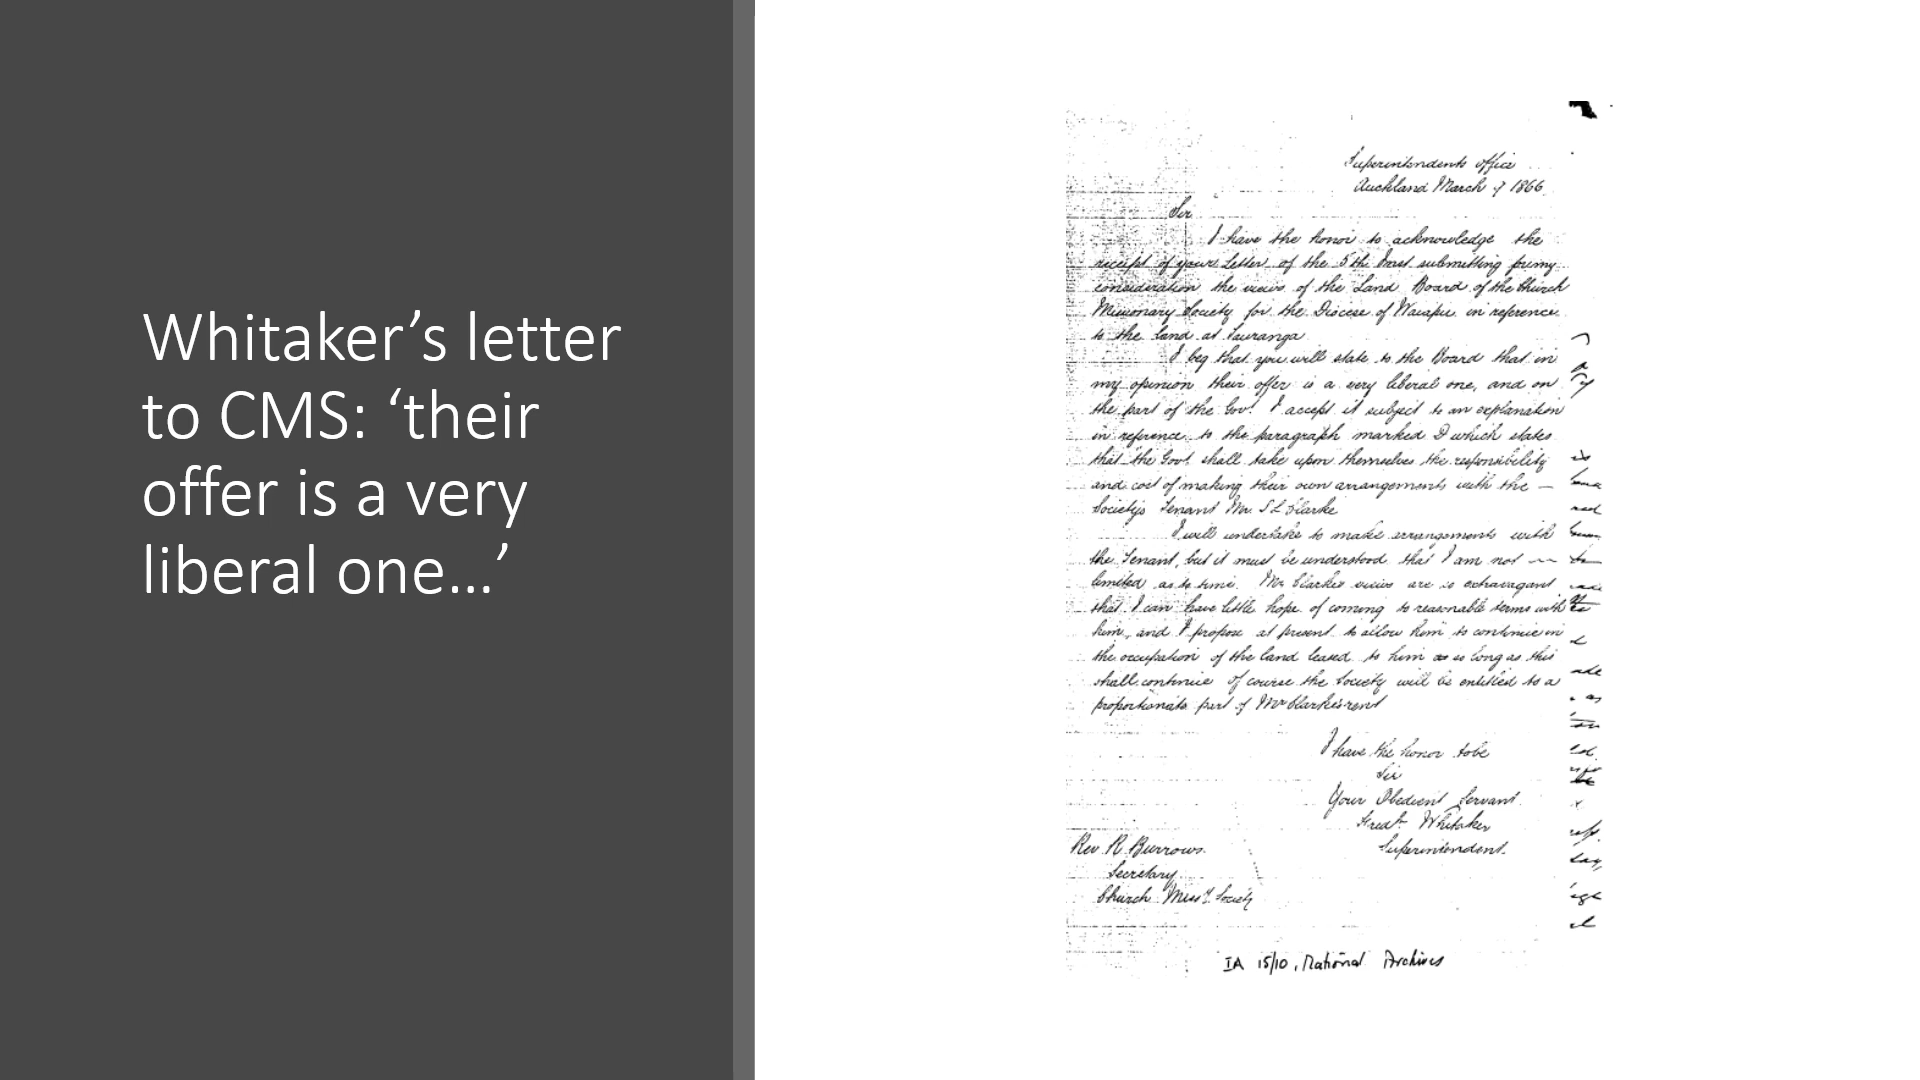 Whitaker’s letter
to CMS: ‘their
offer is a very
liberal one…’
Superintendents office
Auckland March 7 1866
Sir
I have the honor to acknowledge the
receipt of your Letter of the 5th Inst submitting for my
consideration the views of the Land Board of the Church
Missionary Society for the Diocese of Waiapu in reference
to the land at Tauranga
I beg that you will state to the Board that in
my opinion their offer is a very liberal one, and on
the part of the Govt I accept it subject to an explanation
in reference to the paragraph marked D which states
that "the Govt shall take upon themselves the responsibility
and cost of making their own arrangements with the —
Society's Tenant Mr. S L Clarke
I will undertake to make arrangements with
the Tenant, but it must be understood that I am not
limited as to time. Mr Clarkes views are so extravagant
that I can have little hope of coming to reasonable terms with
him, and I propose at present to allow him to continue in
the occupation of the land leased to him so long as this
shall continue of course the Society will be entitled to a
proportionate part of Mr Clarke's rent
I have the honor to be
Sir
Your Obedient Servant
Fredk Whitaker
Superintendent.
Rev R. Burrows.
Secretary
Church Missy Society
IA 15/10, National Archives